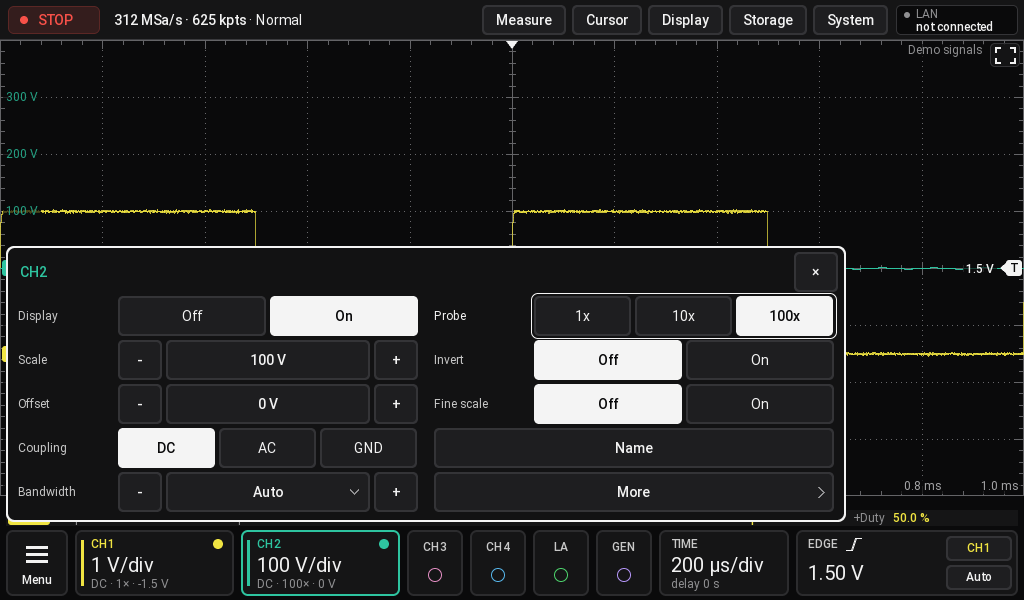 STOP
312 MSa/s · 625 kpts · Normal
Measure
Cursor
Display
Storage
System
LAN
not connected
Demo signals
300 V
200 V
100 V
1.5 V
T
CH2
×
Display
Off
On
Probe
1x
10x
100x
Scale
-
100 V
+
Invert
Off
On
Offset
-
0 V
+
Fine scale
Off
On
Coupling
DC
AC
GND
Name
Bandwidth
-
Auto
+
More
0.8 ms
1.0 ms
+Duty 50.0 %
Menu
CH1
1 V/div
DC · 1× · -1.5 V
CH2
100 V/div
DC · 100× · 0 V
CH3
CH4
LA
GEN
TIME
200 µs/div
delay 0 s
EDGE
1.50 V
CH1
Auto